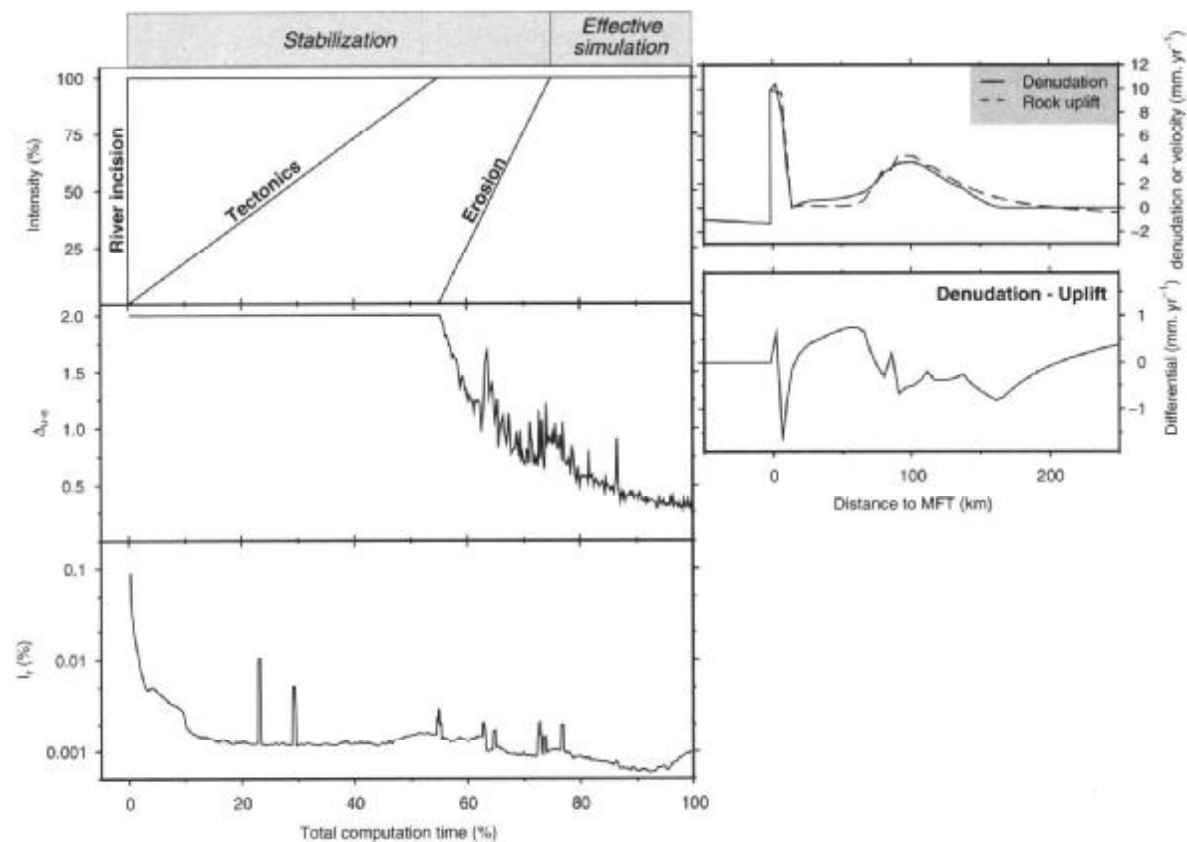 Stabilization
Effective
simulation
Intensity (%)
100
75
50
25
River incision
Tectonics
Erosion
Δu-e
2.0
1.5
1.0
0.5
Ir (%)
0.1
0.01
0.001
0 20 40 60 80 100
Total computation time (%)
Denudation
Rock uplift
12
10
8
6
4
2
0
−2
denudation or velocity (mm. yr−1)
Denudation - Uplift
1
0
−1
Differential (mm. yr−1)
0 100 200
Distance to MFT (km)